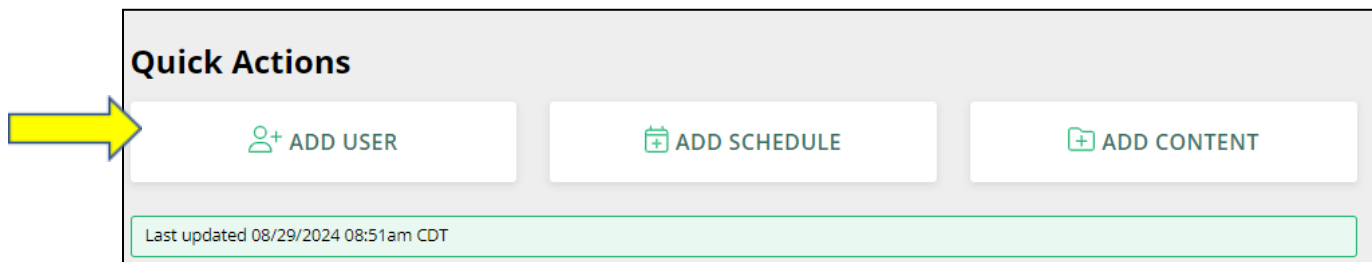 Quick Actions
ADD USER
ADD SCHEDULE
ADD CONTENT
Last updated 08/29/2024 08:51am CDT